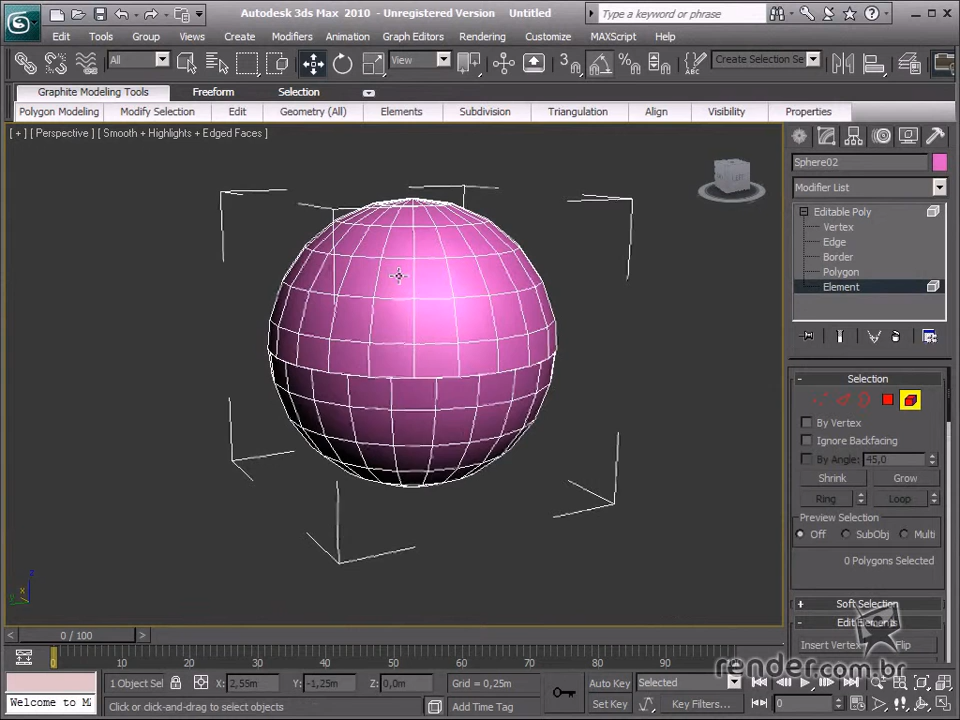 Autodesk 3ds Max 2010 - Unregistered Version Untitled
Type a keyword or phrase
Edit Tools Group Views Create Modifiers Animation Graph Editors Rendering Customize MAXScript Help
All View 3 Create Selection Se
Graphite Modeling Tools Freeform Selection
Polygon Modeling Modify Selection Edit Geometry (All) Elements Subdivision Triangulation Align Visibility Properties
[ + ] [ Perspective ] [ Smooth + Highlights + Edged Faces ]
Sphere02
Modifier List
Editable Poly
Vertex
Edge
Border
Polygon
Element
- Selection
By Vertex
Ignore Backfacing
By Angle: 45,0
Shrink Grow
Ring Loop
Preview Selection
Off SubObj Multi
0 Polygons Selected
+ Soft Selection
- Edit Elements
Insert Vertex Flip
render.com.br
z
x
y
< 0 / 100 >
0 10 20 30 40 50 60 70 80 90
1 Object Sel X: 2,55m Y: -1,25m Z: 0,0m Grid = 0,25m Auto Key Selected
Welcome to M Click or click-and-drag to select objects Add Time Tag Set Key Key Filters... 0